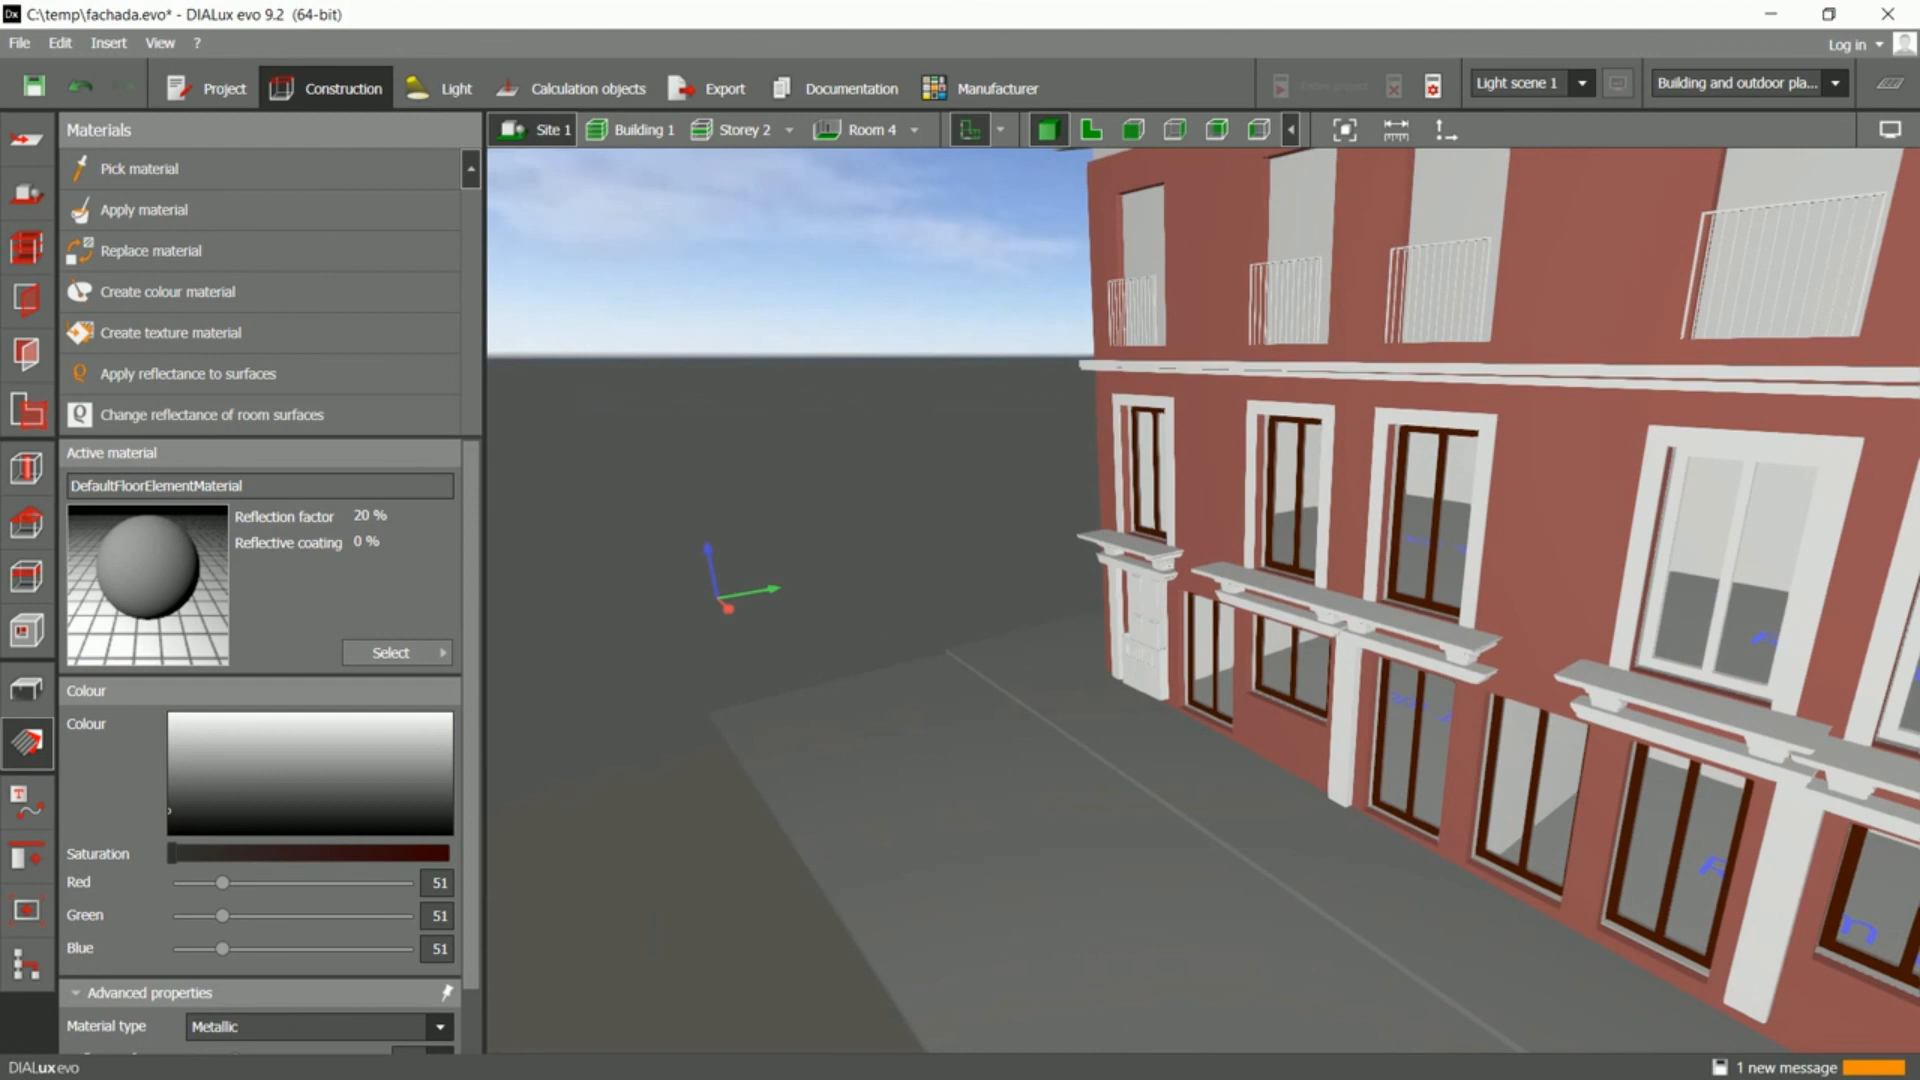 Dx C:\temp\fachada.evo* - DIALux evo 9.2 (64-bit)
File Edit Insert View ?
Log in
Project Construction Light Calculation objects Export Documentation Manufacturer
Entire project
Light scene 1
Building and outdoor pla...
Materials
Site 1 Building 1 Storey 2 Room 4
Pick material
Apply material
Replace material
Create colour material
Create texture material
Apply reflectance to surfaces
Change reflectance of room surfaces
Active material
DefaultFloorElementMaterial
Reflection factor 20 %
Reflective coating 0 %
Select
Colour
Colour
Saturation
Red 51
Green 51
Blue 51
Advanced properties
Material type Metallic
DIALux evo
1 new message